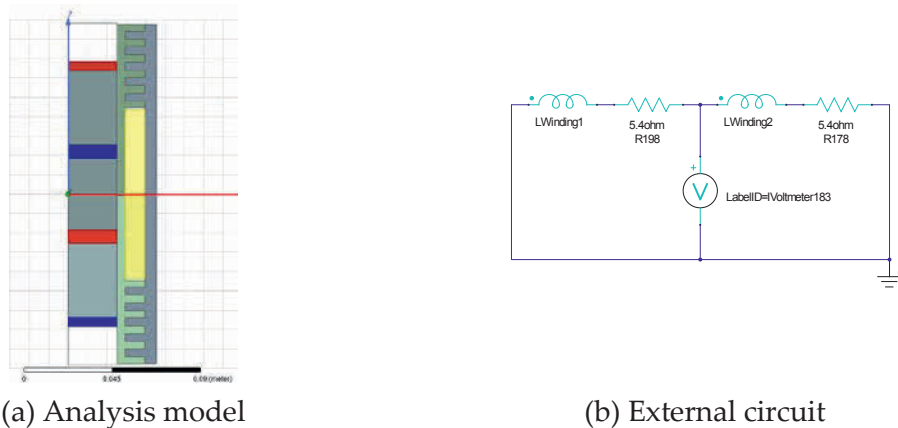 0 0.045 0.09 (meter)
LWinding1 5.4ohm LWinding2 5.4ohm
R198 R178
+
V LabelID=IVoltmeter183
(a) Analysis model (b) External circuit